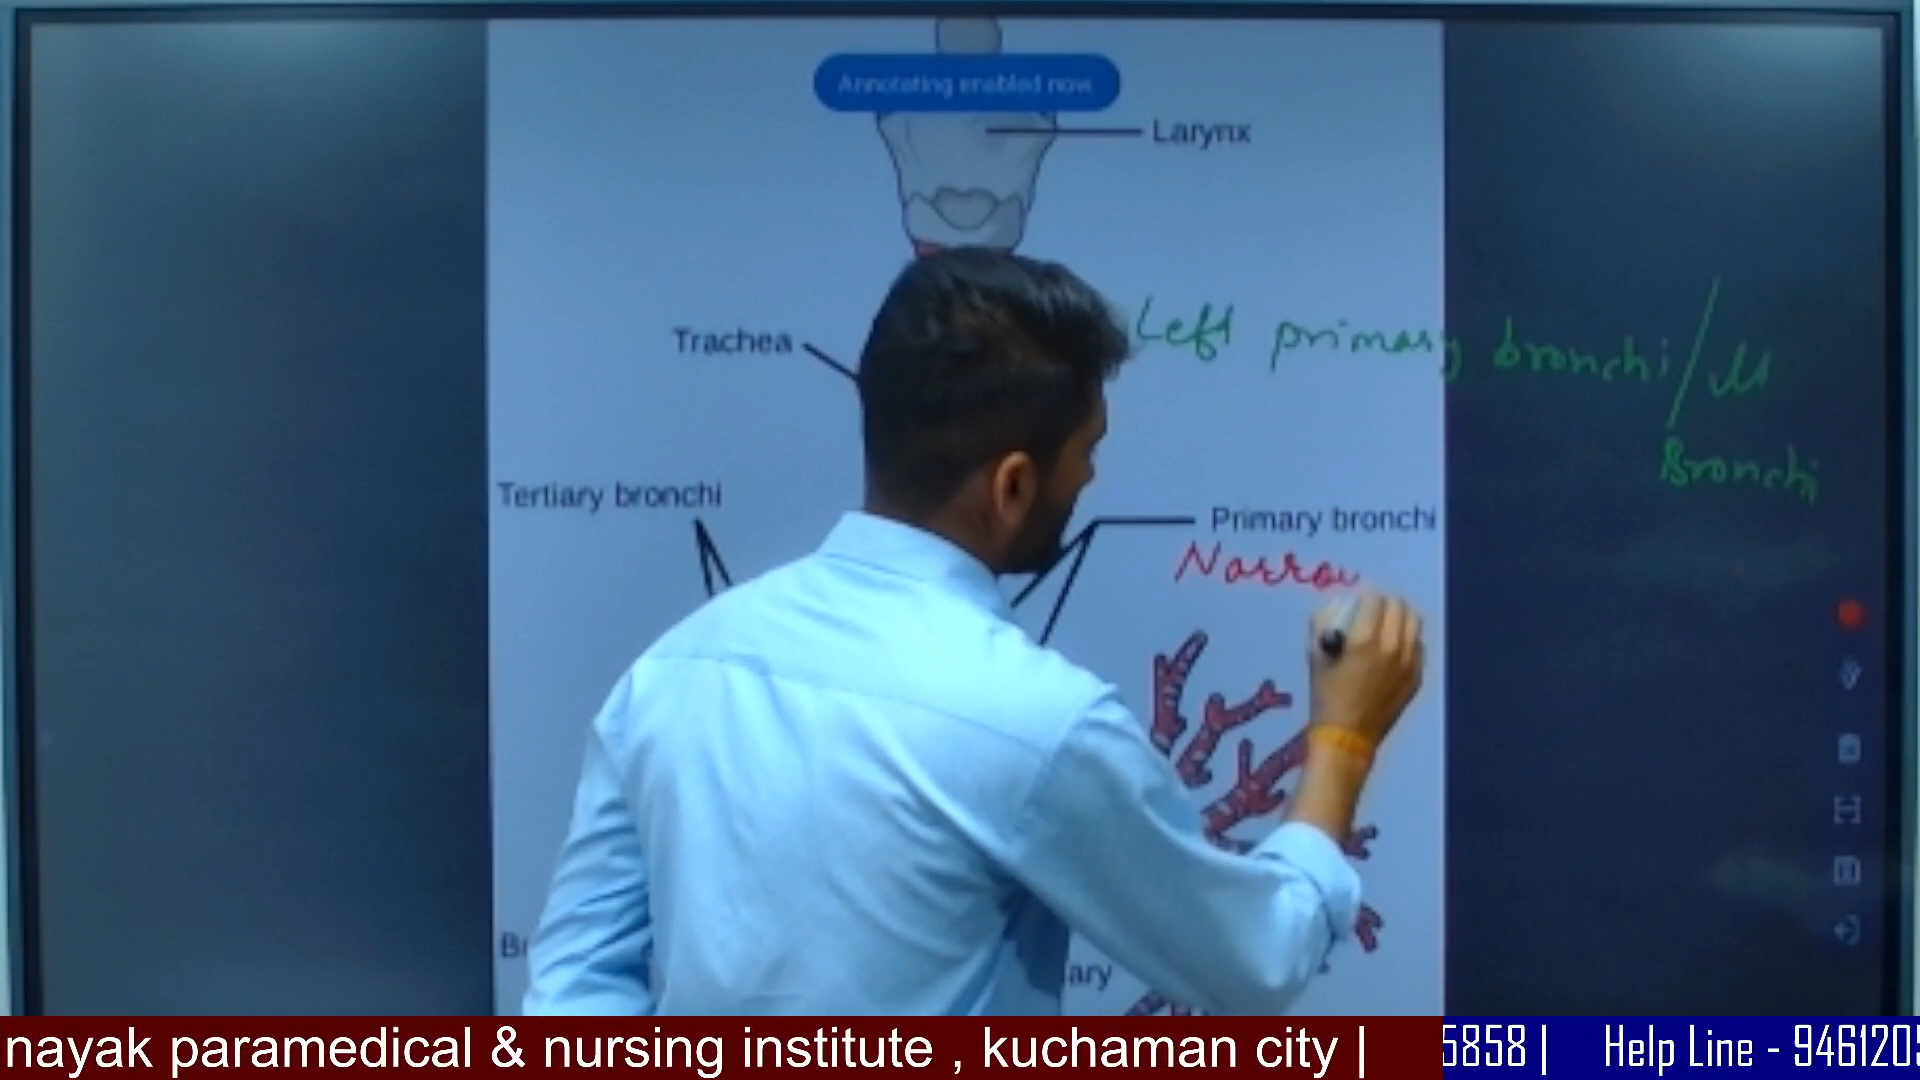 Annotating enabled now
Larynx
Trachea
Left primary bronchi/M
Bronchi
Tertiary bronchi
Primary bronchi
Narrow
nayak paramedical & nursing institute , kuchaman city |
5858 | Help Line - 946120